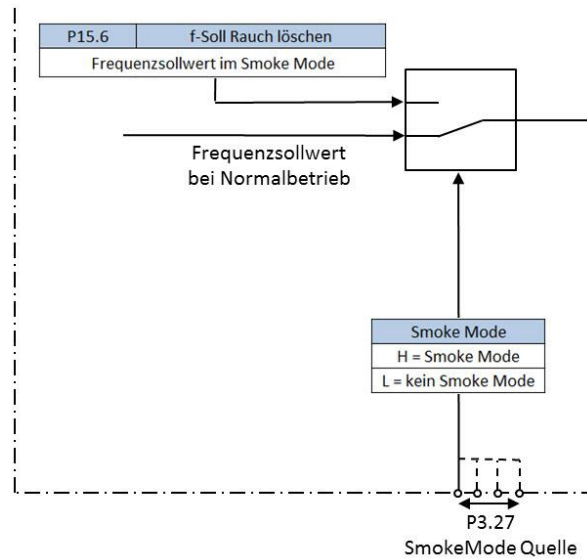 P15.6 f-Soll Rauch löschen
Frequenzsollwert im Smoke Mode
Frequenzsollwert
bei Normalbetrieb
Smoke Mode
H = Smoke Mode
L = kein Smoke Mode
P3.27
SmokeMode Quelle